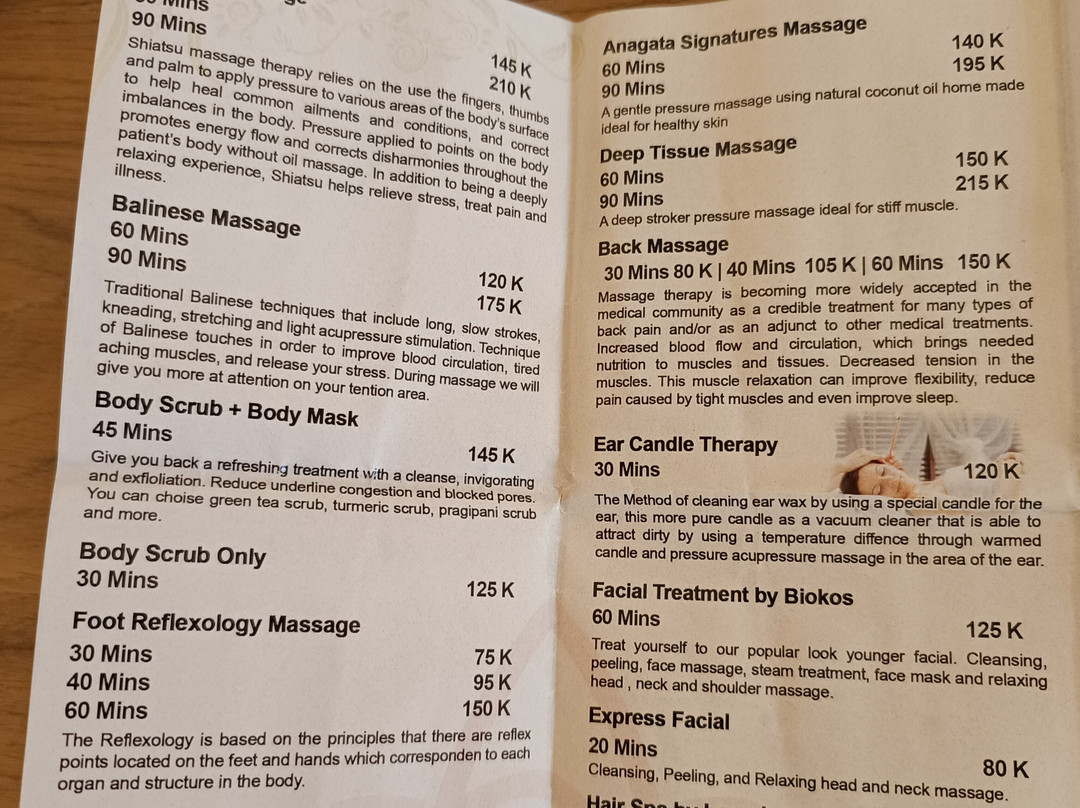 Mins
90 Mins
145 K
210 K
Shiatsu massage therapy relies on the use the fingers, thumbs
and palm to apply pressure to various areas of the body's surface
to help heal common ailments and conditions, and correct
imbalances in the body. Pressure applied to points on the body
promotes energy flow and corrects disharmonies throughout the
patient's body without oil massage. In addition to being a deeply
relaxing experience, Shiatsu helps relieve stress, treat pain and
illness.
Balinese Massage
60 Mins
90 Mins
120 K
175 K
Traditional Balinese techniques that include long, slow strokes,
kneading, stretching and light acupressure stimulation. Technique
of Balinese touches in order to improve blood circulation, tired
aching muscles, and release your stress. During massage we will
give you more at attention on your tention area.
Body Scrub + Body Mask
45 Mins
145 K
Give you back a refreshing treatment with a cleanse, invigorating
and exfloliation. Reduce underline congestion and blocked pores.
You can choise green tea scrub, turmeric scrub, pragipani scrub
and more.
Body Scrub Only
30 Mins 125 K
Foot Reflexology Massage
30 Mins 75 K
40 Mins 95 K
60 Mins 150 K
The Reflexology is based on the principles that there are reflex
points located on the feet and hands which corresponden to each
organ and structure in the body.
Anagata Signatures Massage
60 Mins 140 K
90 Mins 195 K
A gentle pressure massage using natural coconut oil home made
ideal for healthy skin
Deep Tissue Massage
60 Mins 150 K
90 Mins 215 K
A deep stroker pressure massage ideal for stiff muscle.
Back Massage
30 Mins 80 K | 40 Mins 105 K | 60 Mins 150 K
Massage therapy is becoming more widely accepted in the
medical community as a credible treatment for many types of
back pain and/or as an adjunct to other medical treatments.
Increased blood flow and circulation, which brings needed
nutrition to muscles and tissues. Decreased tension in the
muscles. This muscle relaxation can improve flexibility, reduce
pain caused by tight muscles and even improve sleep.
Ear Candle Therapy
30 Mins 120 K
The Method of cleaning ear wax by using a special candle for the
ear, this more pure candle as a vacuum cleaner that is able to
attract dirty by using a temperature diffence through warmed
candle and pressure acupressure massage in the area of the ear.
Facial Treatment by Biokos
60 Mins 125 K
Treat yourself to our popular look younger facial. Cleansing,
peeling, face massage, steam treatment, face mask and relaxing
head , neck and shoulder massage.
Express Facial
20 Mins 80 K
Cleansing, Peeling, and Relaxing head and neck massage.
Hair Spa by